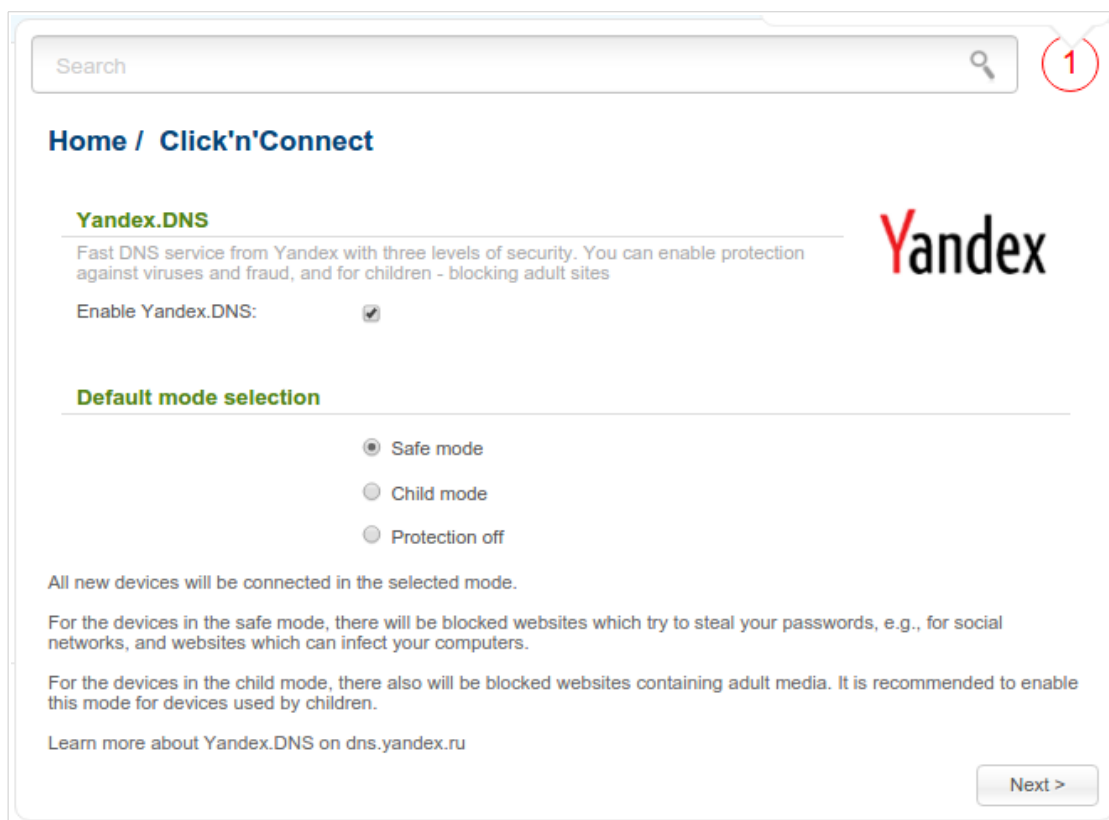 Search
1
Home / Click'n'Connect
Yandex.DNS
Yandex
Fast DNS service from Yandex with three levels of security. You can enable protection
against viruses and fraud, and for children - blocking adult sites
Enable Yandex.DNS:
Default mode selection
Safe mode
Child mode
Protection off
All new devices will be connected in the selected mode.
For the devices in the safe mode, there will be blocked websites which try to steal your passwords, e.g., for social
networks, and websites which can infect your computers.
For the devices in the child mode, there also will be blocked websites containing adult media. It is recommended to enable
this mode for devices used by children.
Learn more about Yandex.DNS on dns.yandex.ru
Next >